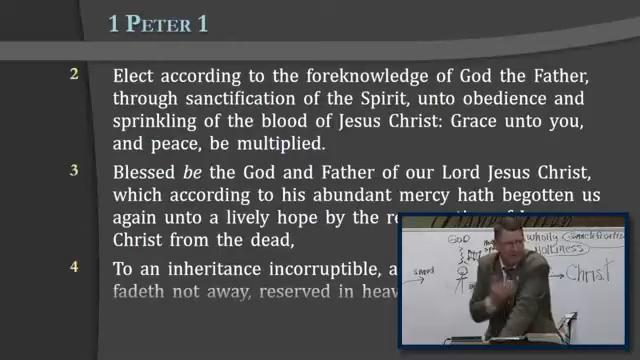 1 PETER 1
2 Elect according to the foreknowledge of God the Father,
through sanctification of the Spirit, unto obedience and
sprinkling of the blood of Jesus Christ: Grace unto you,
and peace, be multiplied.
3 Blessed be the God and Father of our Lord Jesus Christ,
which according to his abundant mercy hath begotten us
again unto a lively hope by the
Christ from the dead,
4 To an inheritance incorruptible,
fadeth not away, reserved in
GOD
wholly
Holiness
saved
Christ